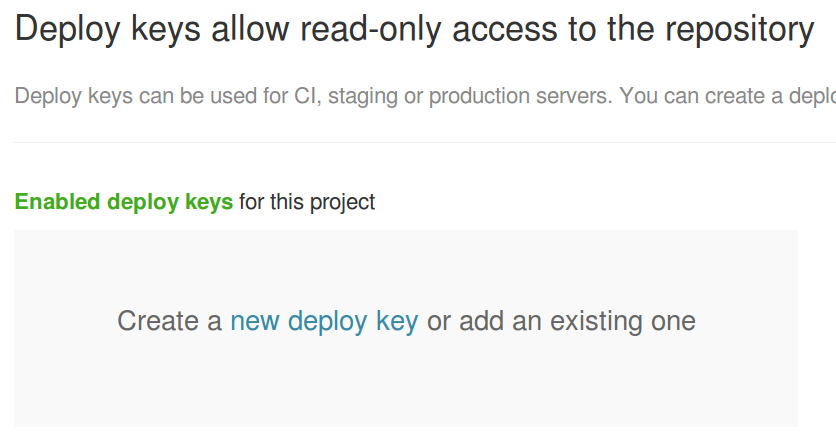 Deploy keys allow read-only access to the repository
Deploy keys can be used for CI, staging or production servers. You can create a
Enabled deploy keys for this project
Create a new deploy key or add an existing one